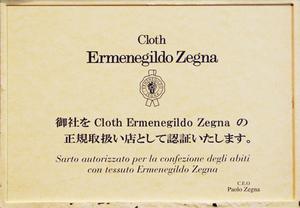 Cloth
Ermenegildo Zegna
御社を Cloth Ermenegildo Zegna の
正規取扱い店として認証いたします。
Sarto autorizzato per la confezione degli abiti
con tessuto Ermenegildo Zegna
C.E.O
Paolo Zegna